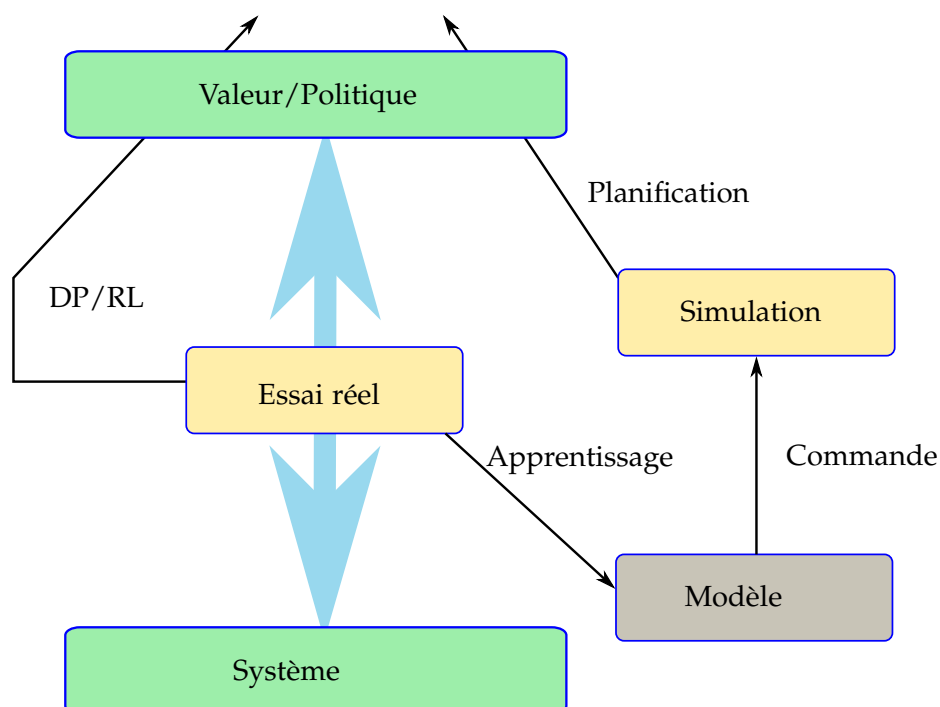 Valeur/Politique
Planification
DP/RL
Simulation
Essai réel
Apprentissage
Commande
Modèle
Système